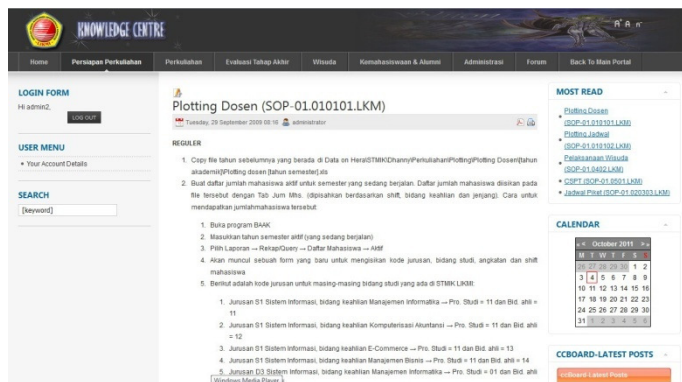 KNOWLEDGE CENTRE
A A A
Home Persiapan Perkuliahan Perkuliahan Evaluasi Tahap Akhir Wisuda Kemahasiswaan & Alumni Administrasi Forum Back To Main Portal
LOGIN FORM
Hi admin2,
LOG OUT
USER MENU
Your Account Details
SEARCH
[keyword]
Plotting Dosen (SOP-01.010101.LKM)
Tuesday, 29 September 2009 08:16 administrator
REGULER
1. Copy file tahun sebelumnya yang berada di Data on Hera\STMIK\Dhanny\Perkuliahan\Plotting\Plotting Dosen\[tahun
akademik]\Plotting dosen [tahun semester].xls
2. Buat daftar jumlah mahasiswa aktif untuk semester yang sedang berjalan. Daftar jumlah mahasiswa diisikan pada
file tersebut dengan Tab Jum Mhs. (dipisahkan berdasarkan shift, bidang keahlian dan jenjang). Cara untuk
mendapatkan jumlahmahasiswa tersebut:
1. Buka program BAAK
2. Masukkan tahun semester aktif (yang sedang berjalan)
3. Pilih Laporan → Rekap/Query → Daftar Mahasiswa → Aktif
4. Akan muncul sebuah form yang baru untuk mengisikan kode jurusan, bidang studi, angkatan dan shift
mahasiswa
5. Berikut adalah kode jurusan untuk masing-masing bidang studi yang ada di STMIK LIKMI:
1. Jurusan S1 Sistem Informasi, bidang keahlian Manajemen Informatika → Pro. Studi = 11 dan Bid. ahli =
11
2. Jurusan S1 Sistem Informasi, bidang keahlian Komputerisasi Akuntansi → Pro. Studi = 11 dan Bid. ahli
= 12
3. Jurusan S1 Sistem Informasi, bidang keahlian E-Commerce → Pro. Studi = 11 dan Bid. ahli = 13
4. Jurusan S1 Sistem Informasi, bidang keahlian Manajemen Bisnis → Pro. Studi = 11 dan Bid. ahli = 14
5. Jurusan D3 Sistem Informasi, bidang keahlian Manajemen Informatika → Pro. Studi = 01 dan Bid. ahli
Windows Media Player
MOST READ
Plotting Dosen
(SOP-01.010101.LKM)
Plotting Jadwal
(SOP-01.010102.LKM)
Pelaksanaan Wisuda
(SOP-01.0402.LKM)
CSPT (SOP-01.0501.LKM)
Jadwal Piket (SOP-01.020303.LKM)
CALENDAR
« < October 2011 > »
M T W T F S S
26 27 28 29 30 1 2
3 4 5 6 7 8 9
10 11 12 13 14 15 16
17 18 19 20 21 22 23
24 25 26 27 28 29 30
31 1 2 3 4 5 6
CCBOARD-LATEST POSTS
ccBoard-Latest Posts